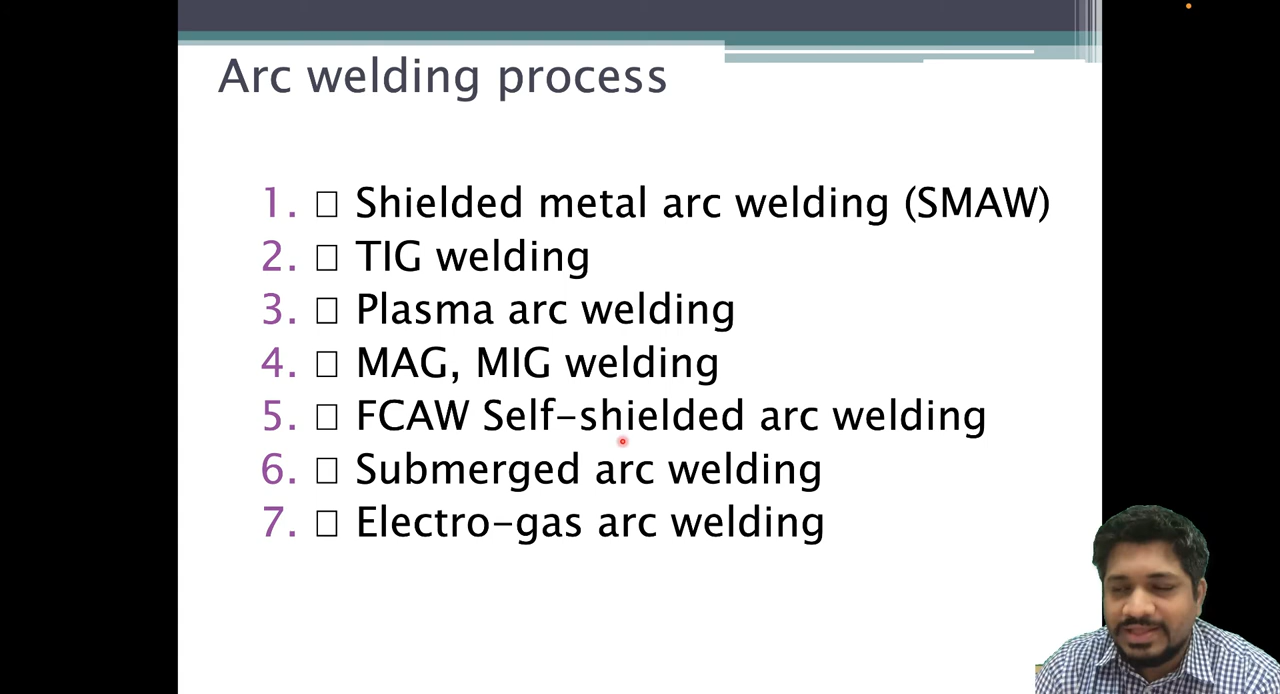 Arc welding process
1. □ Shielded metal arc welding (SMAW)
2. □ TIG welding
3. □ Plasma arc welding
4. □ MAG, MIG welding
5. □ FCAW Self-shielded arc welding
6. □ Submerged arc welding
7. □ Electro-gas arc welding